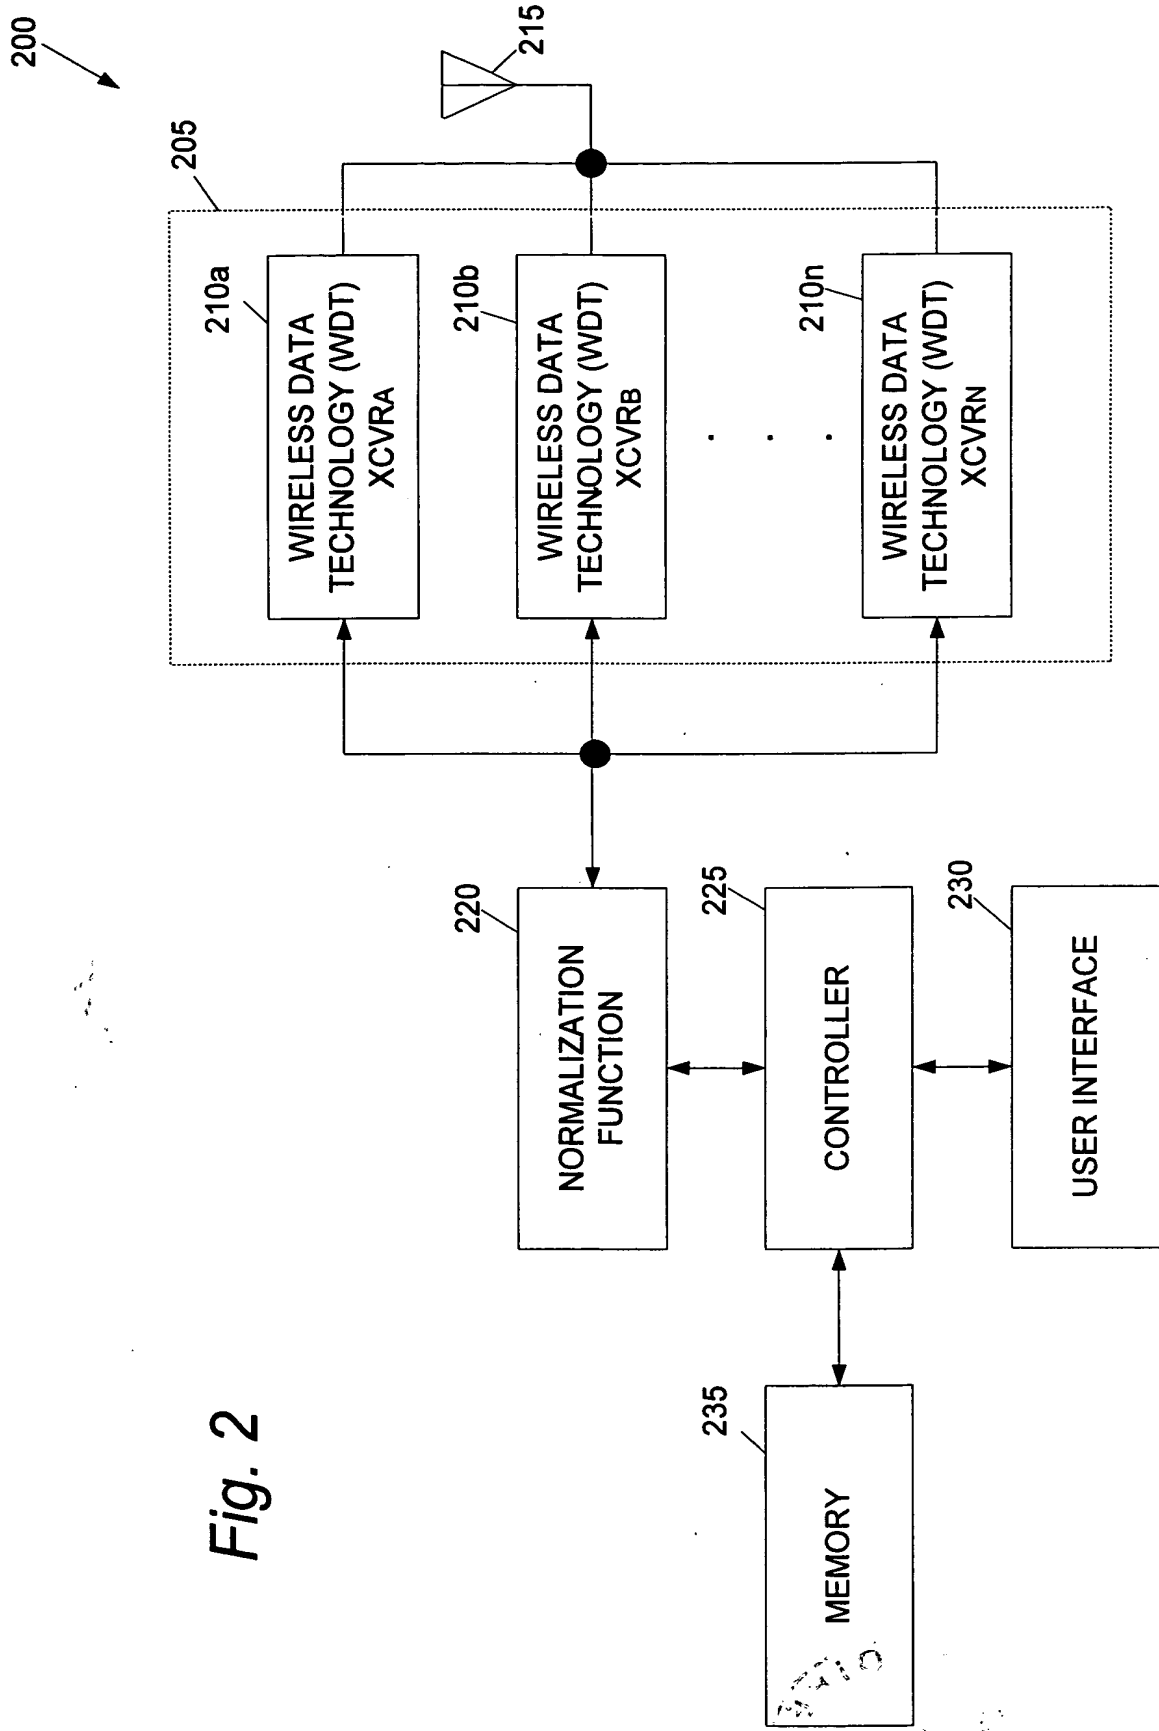 Fig. 2
200
205
215
210a
WIRELESS DATA
TECHNOLOGY (WDT)
XCVRA
210b
WIRELESS DATA
TECHNOLOGY (WDT)
XCVRB
. . .
210n
WIRELESS DATA
TECHNOLOGY (WDT)
XCVRN
220
NORMALIZATION
FUNCTION
225
CONTROLLER
230
USER INTERFACE
235
MEMORY